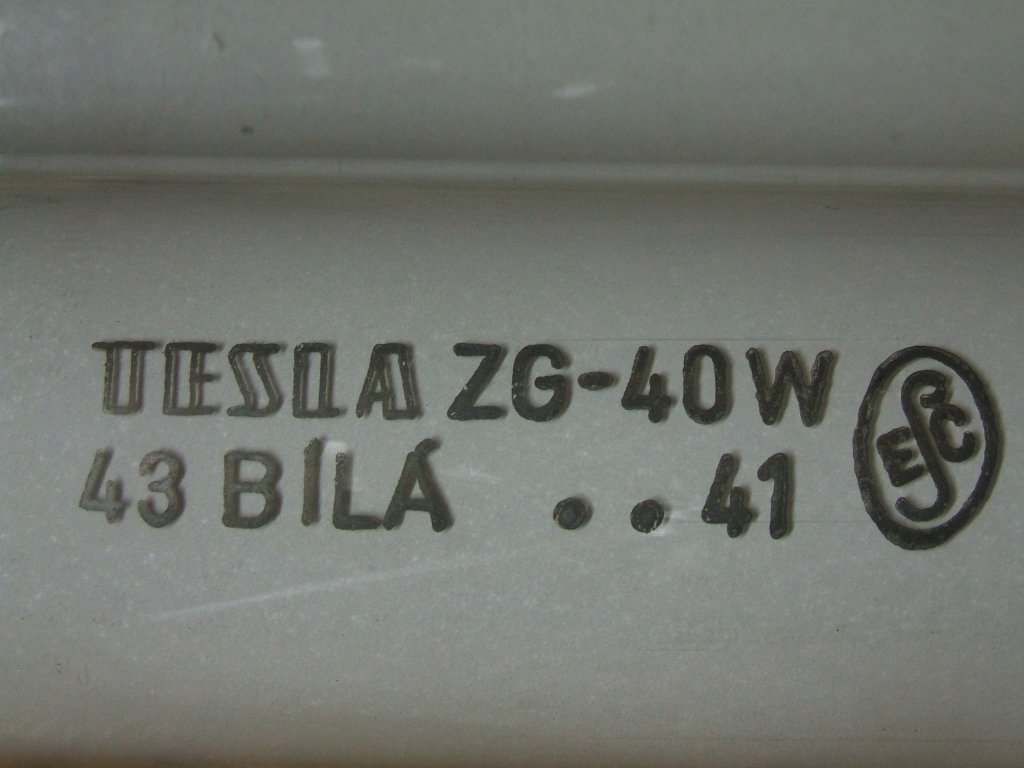 TESLA ZG-40W
43 BÍLÁ • • 41
ESC